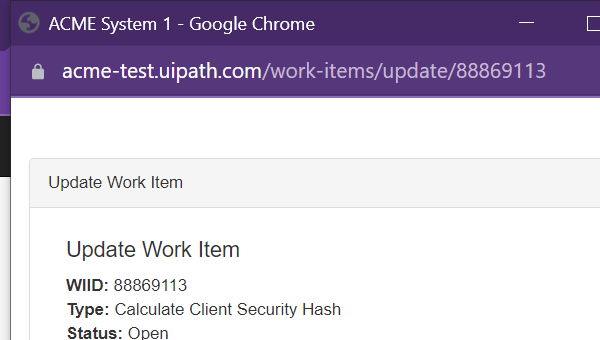 ACME System 1 - Google Chrome
acme-test.uipath.com/work-items/update/88869113
Update Work Item
Update Work Item
WIID: 88869113
Type: Calculate Client Security Hash
Status: Open